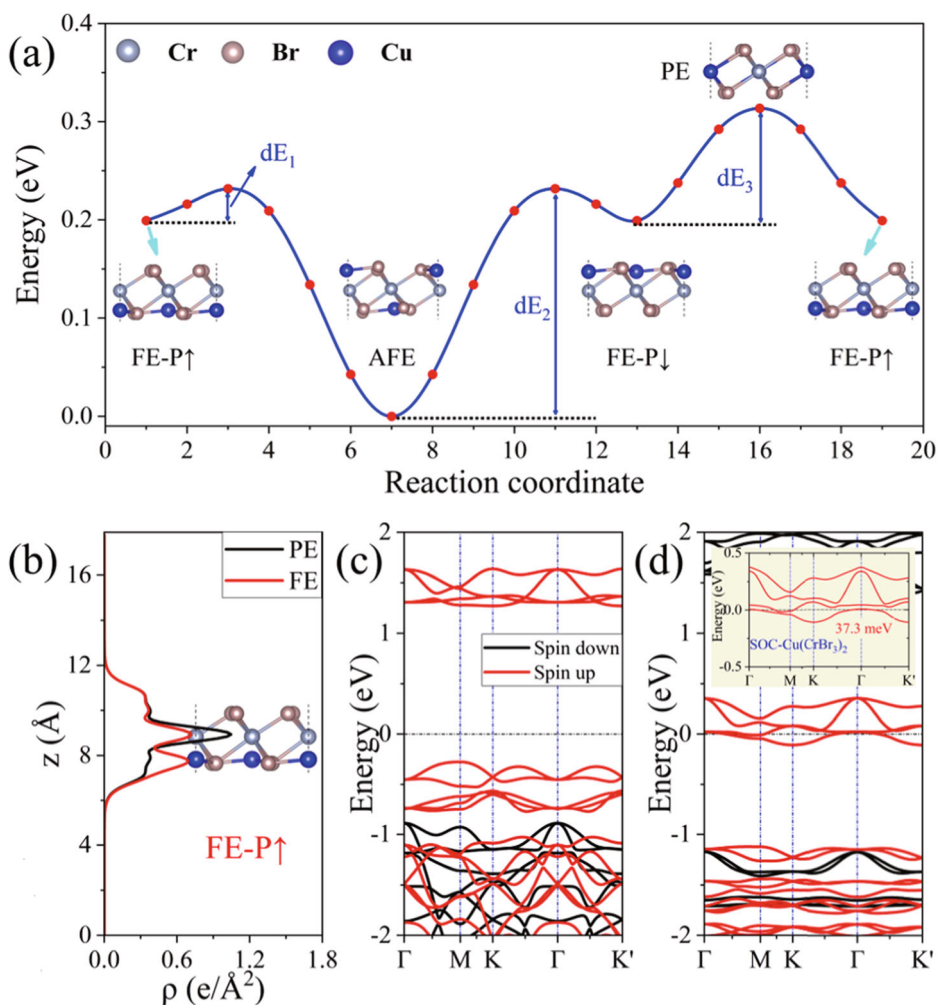 (a)
Cr Br Cu
PE
Energy (eV)
0.4
0.3
0.2
0.1
0.0
dE1
dE2
dE3
FE-P↑
AFE
FE-P↓
FE-P↑
0 2 4 6 8 10 12 14 16 18 20
Reaction coordinate
(b)
PE
FE
z (Å)
16
12
8
4
0
FE-P↑
0.0 0.6 1.2 1.8
ρ (e/Å²)
(c)
Energy (eV)
2
1
0
-1
-2
Spin down
Spin up
Γ M K Γ K'
(d)
Energy (eV)
2
1
0
-1
-2
Energy (eV)
0.5
0.0
-0.5
37.3 meV
SOC-Cu(CrBr3)2
Γ M K Γ K'
Γ M K Γ K'